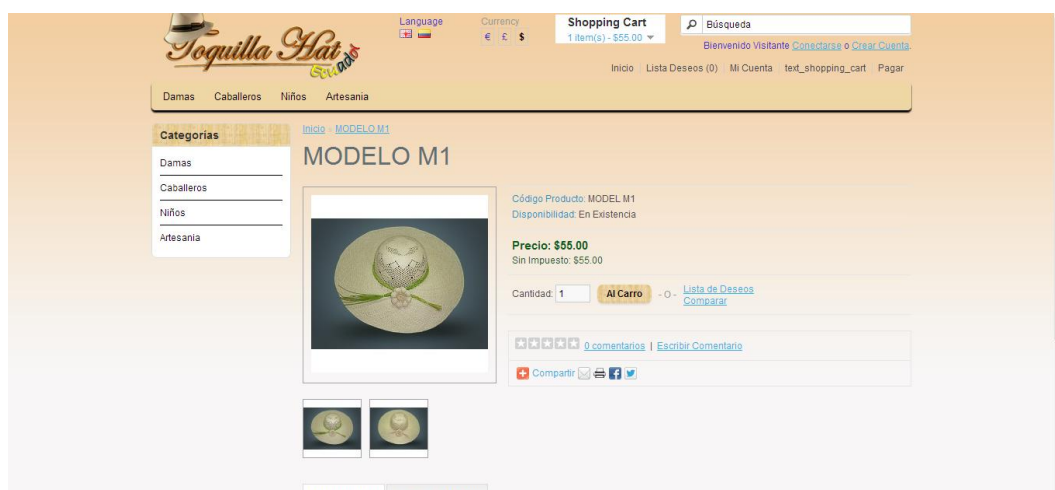 Toquilla Hat
Ecuador
Language
Currency
€ £ $
Shopping Cart
1 item(s) - $55.00
Búsqueda
Bienvenido Visitante Conectarse o Crear Cuenta.
Inicio Lista Deseos (0) Mi Cuenta text_shopping_cart Pagar
Damas Caballeros Niños Artesania
Categorías
Damas
Caballeros
Niños
Artesania
Inicio » MODELO M1
MODELO M1
Código Producto: MODEL M1
Disponibilidad: En Existencia
Precio: $55.00
Sin Impuesto: $55.00
Cantidad: 1 Al Carro - O - Lista de Deseos
Comparar
0 comentarios | Escribir Comentario
Compartir